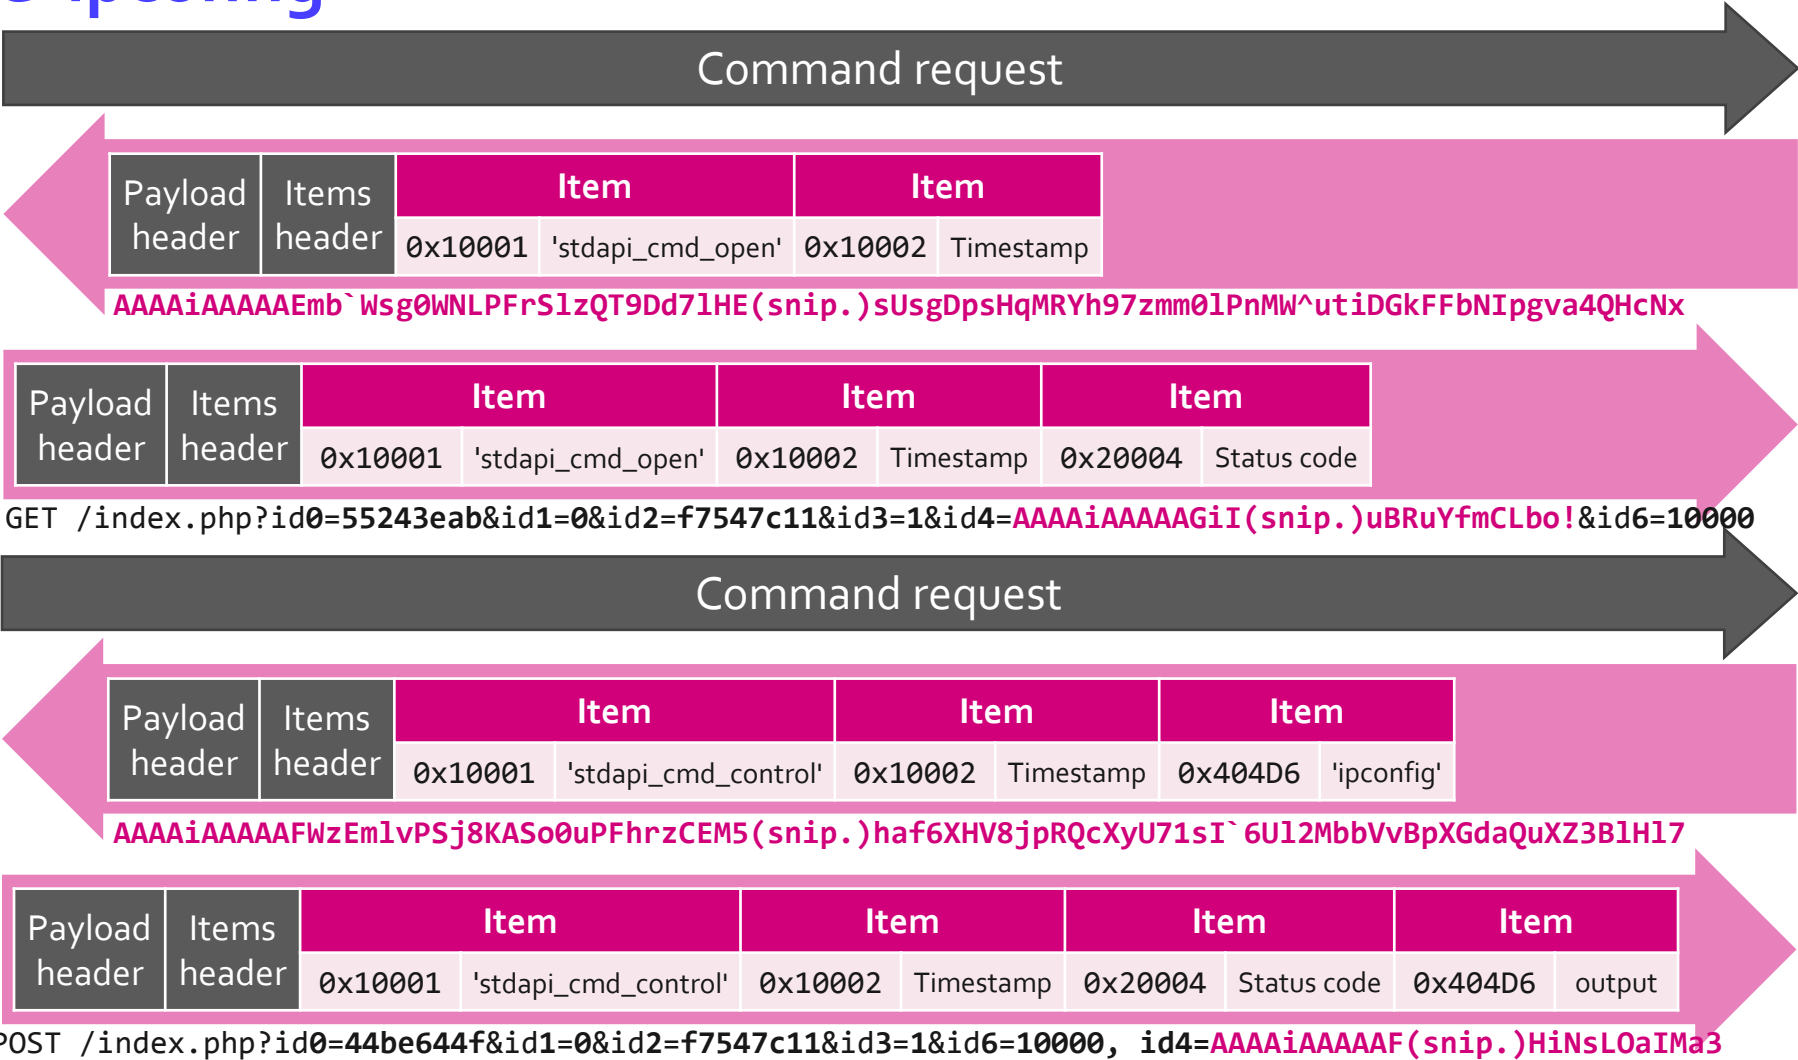 ipconfig
Command request
Payload header Items header Item Item
0x10001 'stdapi_cmd_open' 0x10002 Timestamp
AAAAiAAAAAEmb`Wsg0WNLPFrSlzQT9Dd7lHE(snip.)sUsgDpsHqMRYh97zmm0lPnMW^utiDGkFFbNIpgva4QHcNx
Payload header Items header Item Item Item
0x10001 'stdapi_cmd_open' 0x10002 Timestamp 0x20004 Status code
GET /index.php?id0=55243eab&id1=0&id2=f7547c11&id3=1&id4=AAAAiAAAAAGiI(snip.)uBRuYfmCLbo!&id6=10000
Command request
Payload header Items header Item Item Item
0x10001 'stdapi_cmd_control' 0x10002 Timestamp 0x404D6 'ipconfig'
AAAAiAAAAAFWzEmlvPSj8KASo0uPFhrzCEM5(snip.)haf6XHV8jpRQcXyU71sI`6Ul2MbbVvBpXGdaQuXZ3BlHl7
Payload header Items header Item Item Item Item
0x10001 'stdapi_cmd_control' 0x10002 Timestamp 0x20004 Status code 0x404D6 output
POST /index.php?id0=44be644f&id1=0&id2=f7547c11&id3=1&id6=10000, id4=AAAAiAAAAAF(snip.)HiNsLOaIMa3